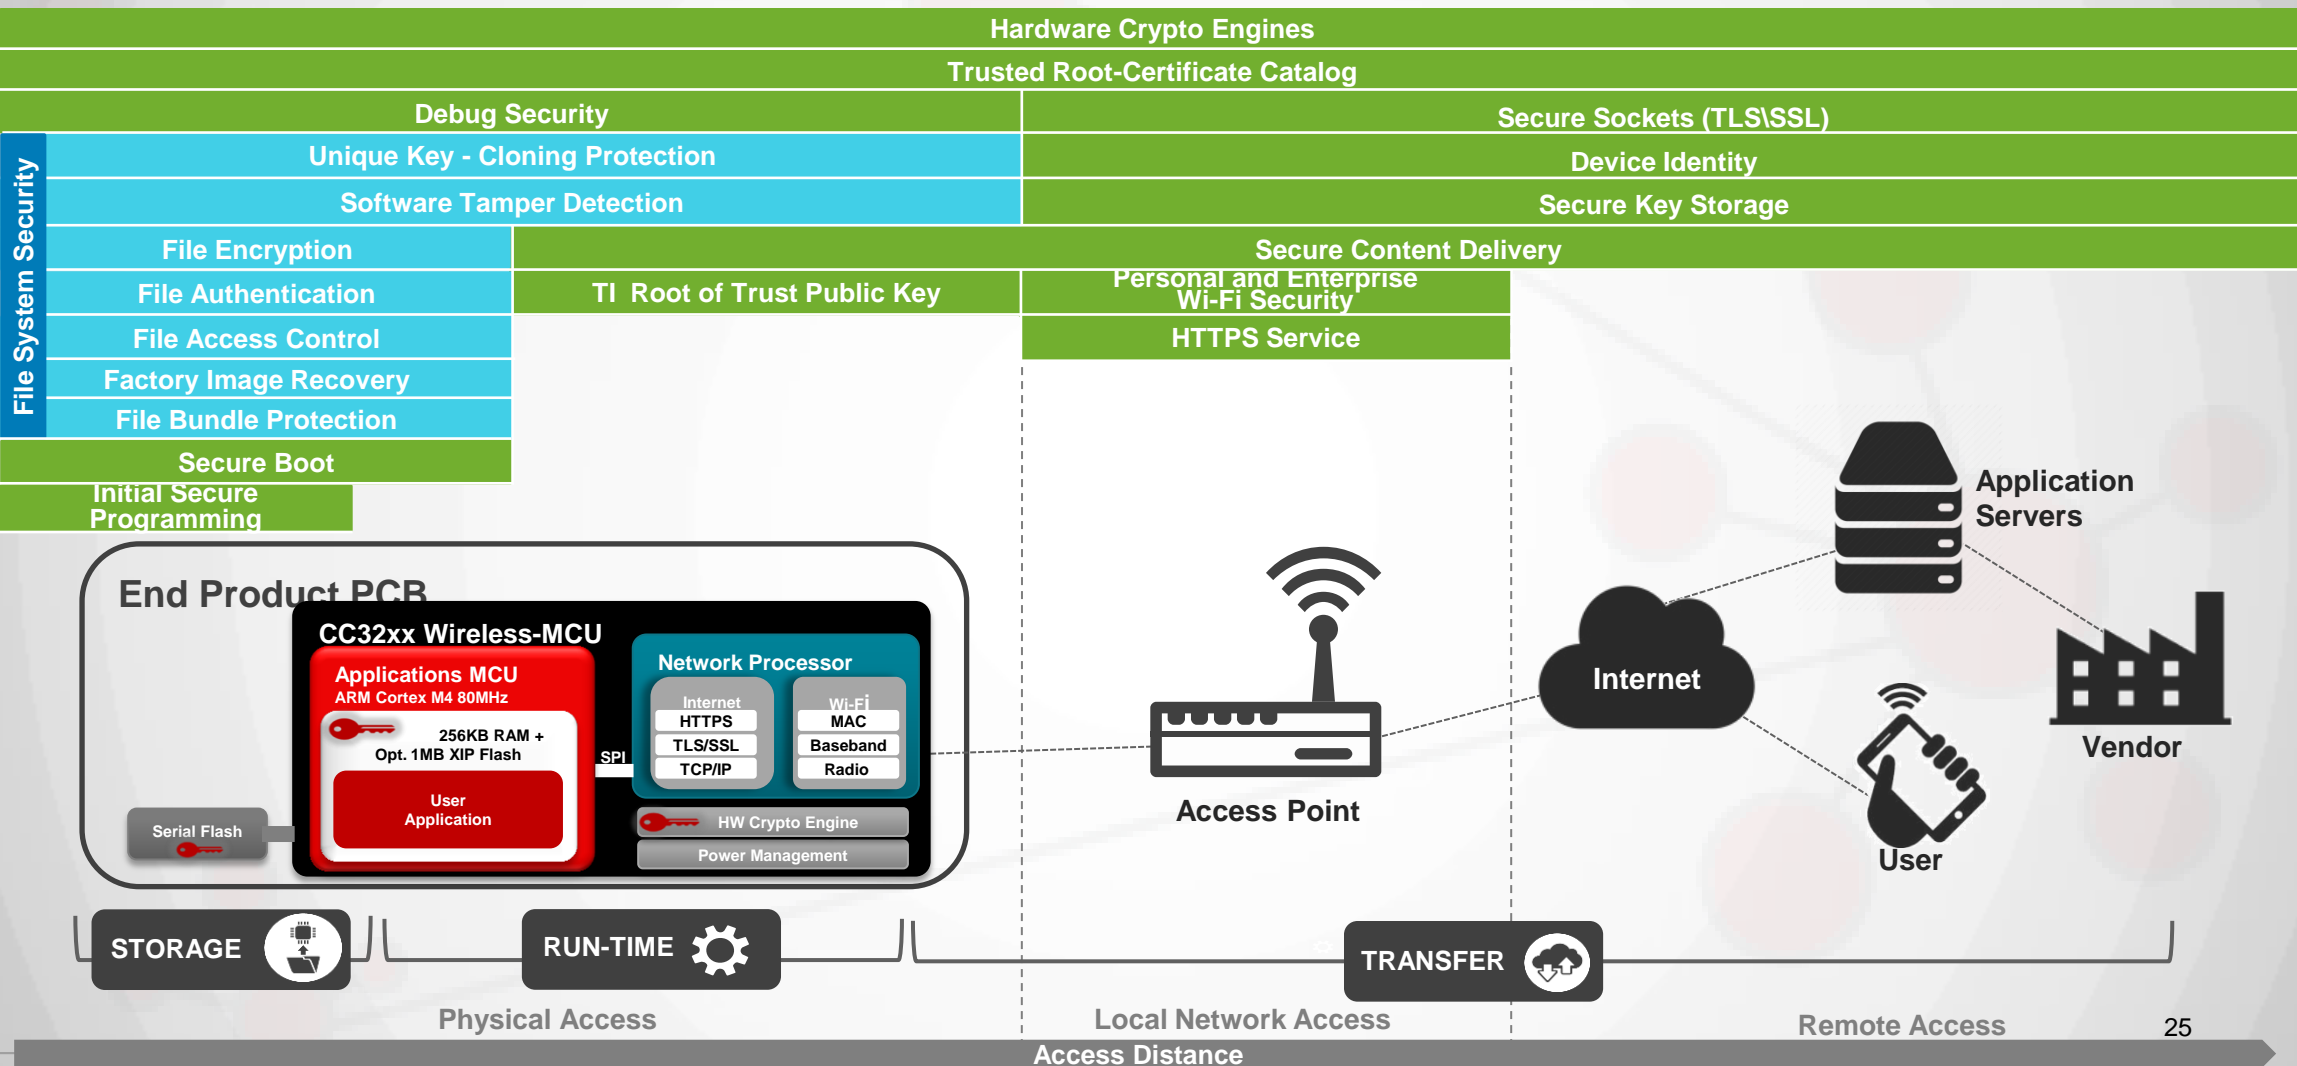 Hardware Crypto Engines
Trusted Root-Certificate Catalog
Debug Security
Secure Sockets (TLS\SSL)
File System Security
Unique Key - Cloning Protection
Device Identity
Software Tamper Detection
Secure Key Storage
File Encryption
Secure Content Delivery
File Authentication
TI Root of Trust Public Key
Personal and Enterprise
Wi-Fi Security
File Access Control
HTTPS Service
Factory Image Recovery
File Bundle Protection
Secure Boot
Initial Secure
Programming
End Product PCB
CC32xx Wireless-MCU
Applications MCU
ARM Cortex M4 80MHz
256KB RAM +
Opt. 1MB XIP Flash
User
Application
Serial Flash
SPI
Network Processor
Internet
HTTPS
TLS/SSL
TCP/IP
Wi-Fi
MAC
Baseband
Radio
HW Crypto Engine
Power Management
Access Point
Internet
Application
Servers
Vendor
User
STORAGE
RUN-TIME
TRANSFER
Physical Access
Local Network Access
Remote Access
25
Access Distance